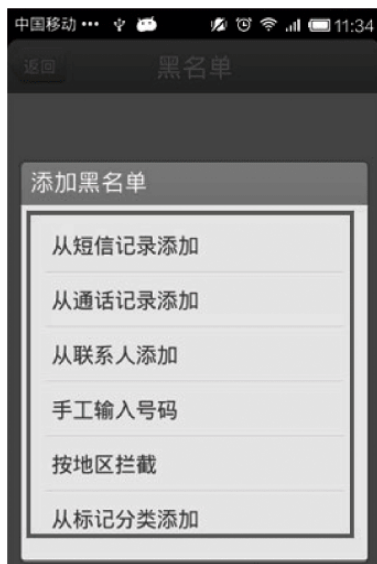 中国移动 ••• 11:34
返回 黑名单
添加黑名单
从短信记录添加
从通话记录添加
从联系人添加
手工输入号码
按地区拦截
从标记分类添加